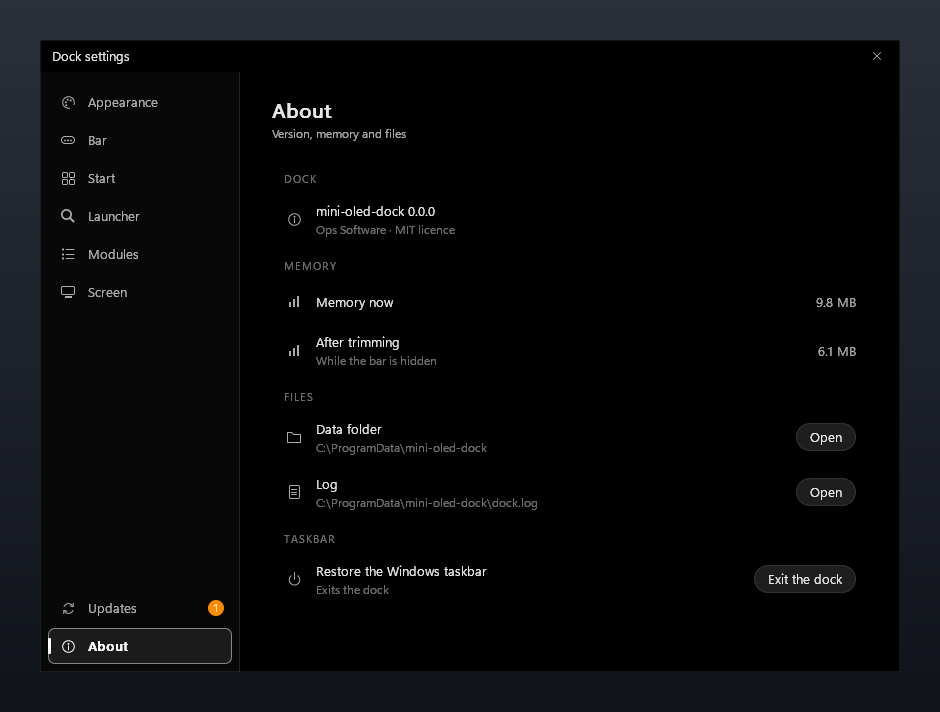 Dock settings
Appearance
Bar
Start
Launcher
Modules
Screen
Updates
1
About
About
Version, memory and files
DOCK
mini-oled-dock 0.0.0
Ops Software · MIT licence
MEMORY
Memory now
9.8 MB
After trimming
While the bar is hidden
6.1 MB
FILES
Data folder
C:\ProgramData\mini-oled-dock
Open
Log
C:\ProgramData\mini-oled-dock\dock.log
Open
TASKBAR
Restore the Windows taskbar
Exits the dock
Exit the dock